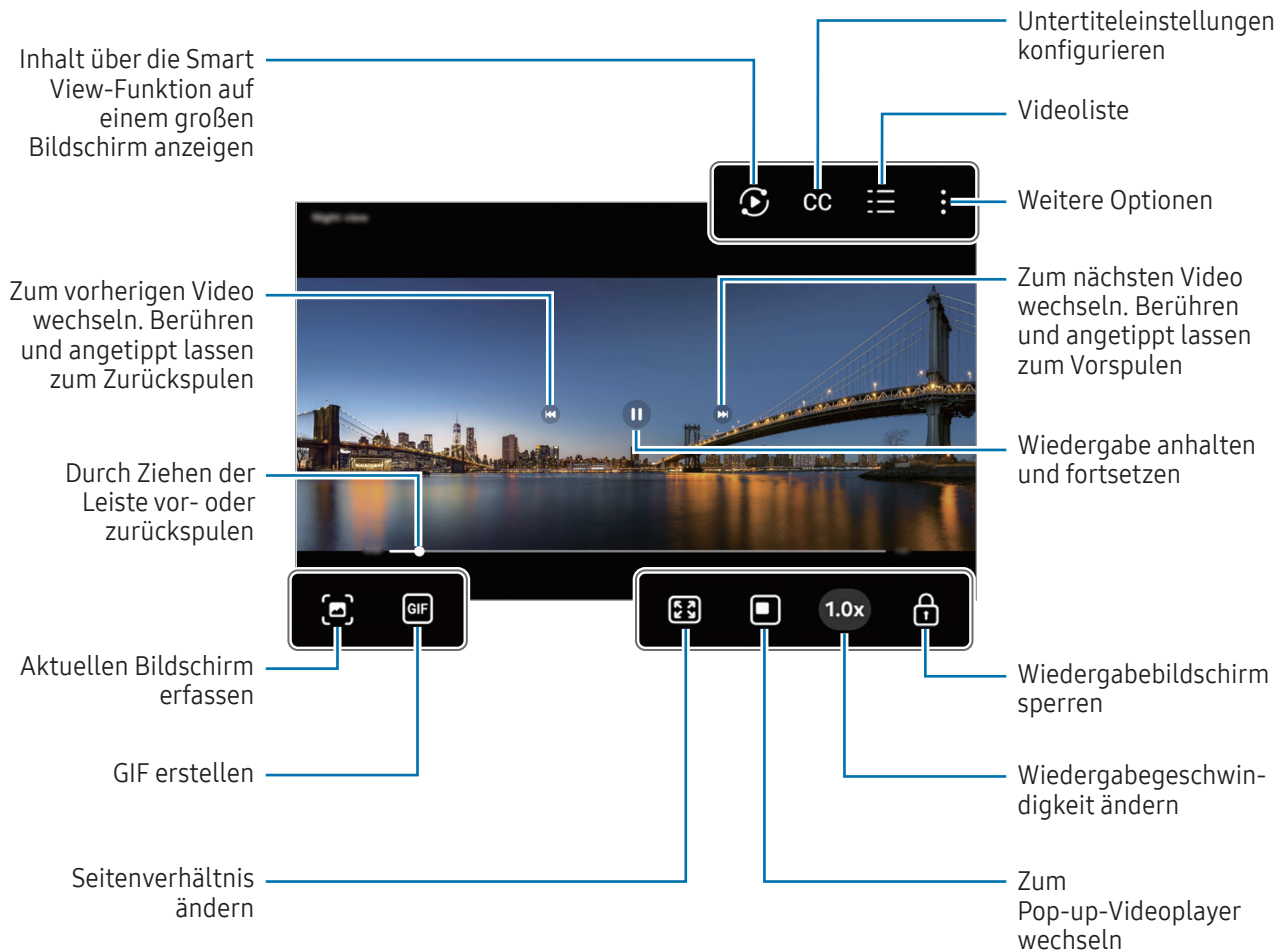 Untertiteleinstellungen
konfigurieren
Inhalt über die Smart
View-Funktion auf
einem großen
Bildschirm anzeigen
Videoliste
CC
Weitere Optionen
Night view
Zum vorherigen Video
wechseln. Berühren
und angetippt lassen
zum Zurückspulen
Zum nächsten Video
wechseln. Berühren
und angetippt lassen
zum Vorspulen
Wiedergabe anhalten
und fortsetzen
Durch Ziehen der
Leiste vor- oder
zurückspulen
GIF
1.0x
Aktuellen Bildschirm
erfassen
Wiedergabebildschirm
sperren
GIF erstellen
Wiedergabegeschwin-
digkeit ändern
Seitenverhältnis
ändern
Zum
Pop-up-Videoplayer
wechseln